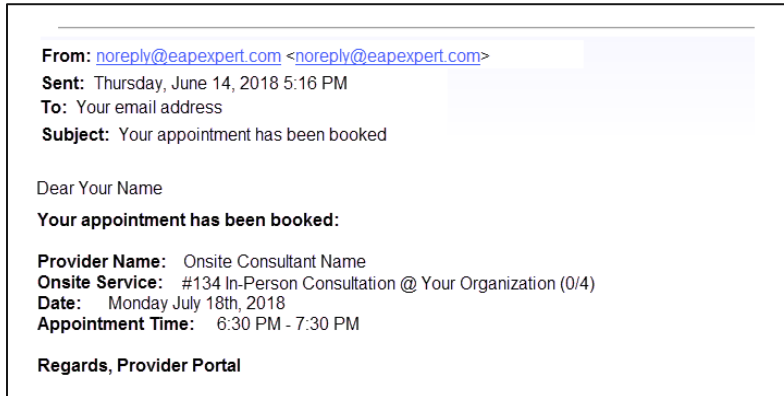 From: noreply@eapexpert.com <noreply@eapexpert.com>
Sent: Thursday, June 14, 2018 5:16 PM
To: Your email address
Subject: Your appointment has been booked
Dear Your Name
Your appointment has been booked:
Provider Name: Onsite Consultant Name
Onsite Service: #134 In-Person Consultation @ Your Organization (0/4)
Date: Monday July 18th, 2018
Appointment Time: 6:30 PM - 7:30 PM
Regards, Provider Portal